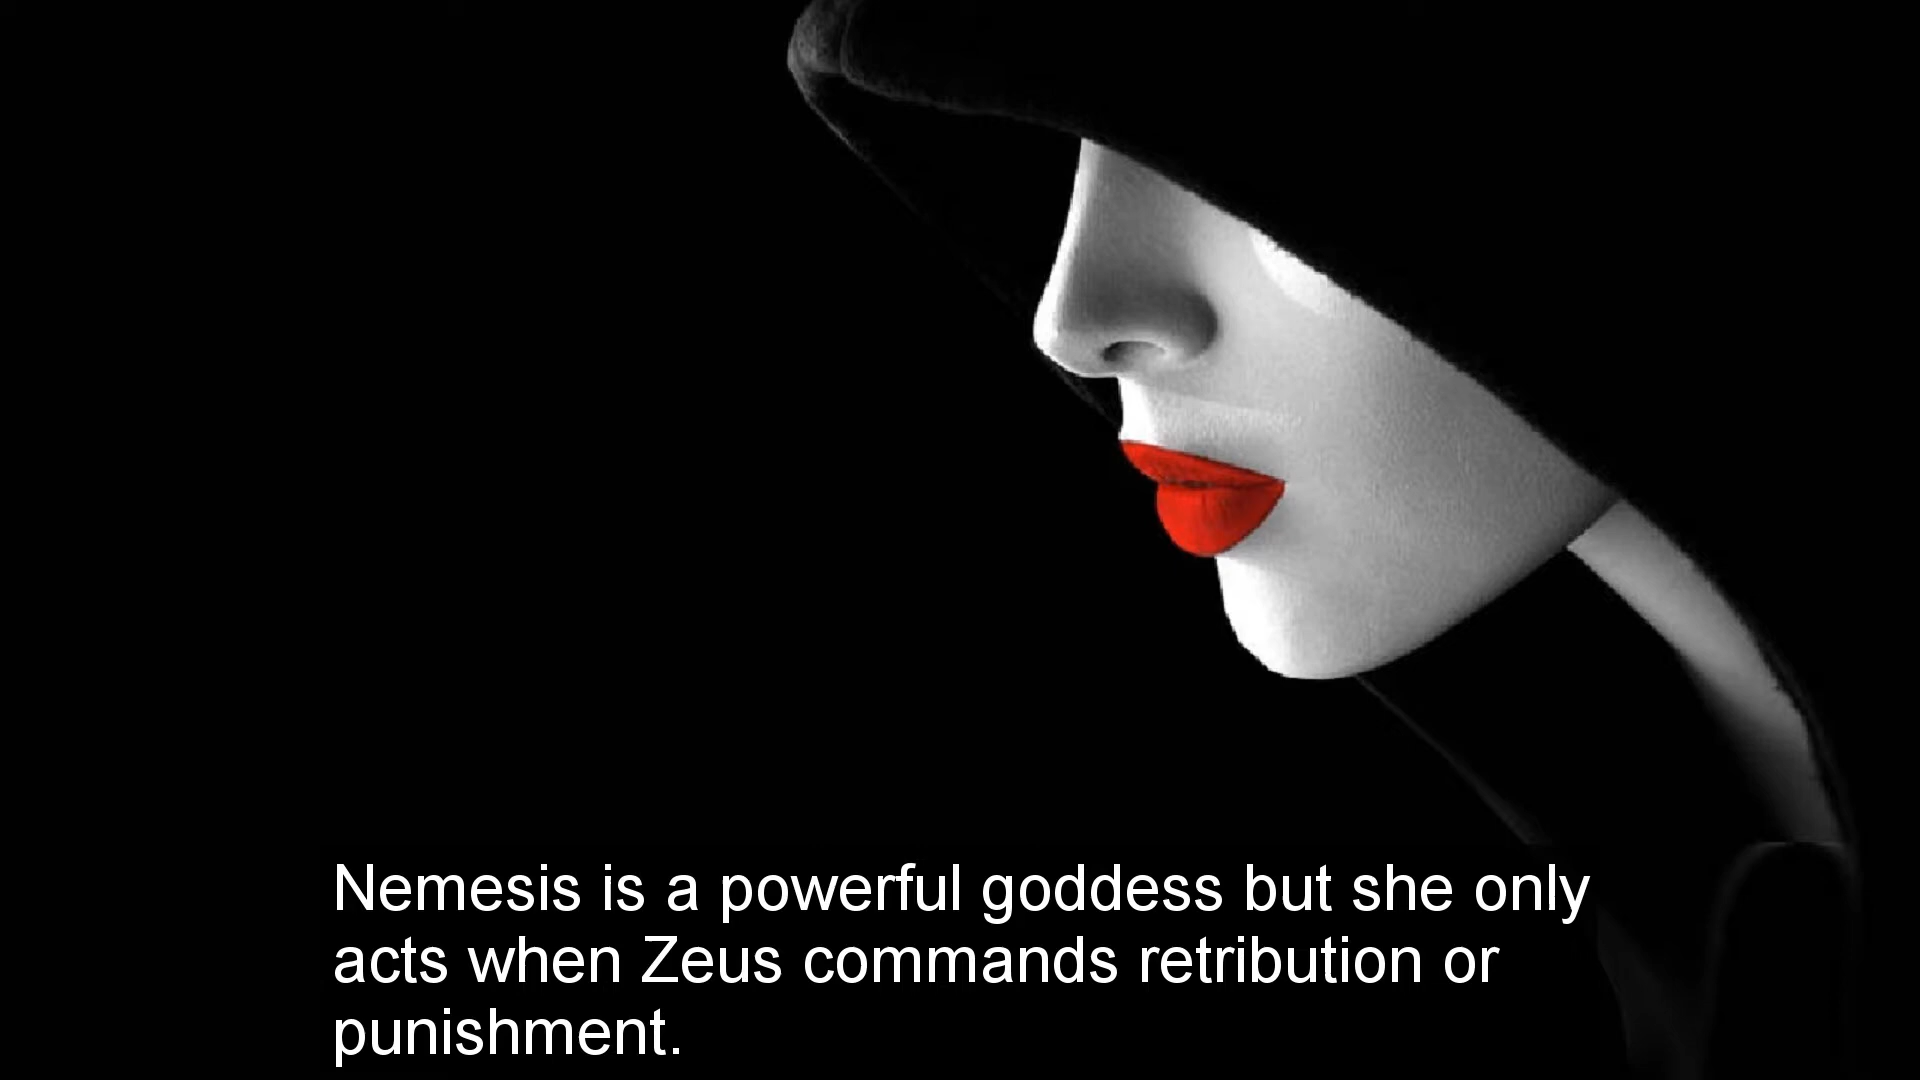 Nemesis is a powerful goddess but she only
acts when Zeus commands retribution or
punishment.